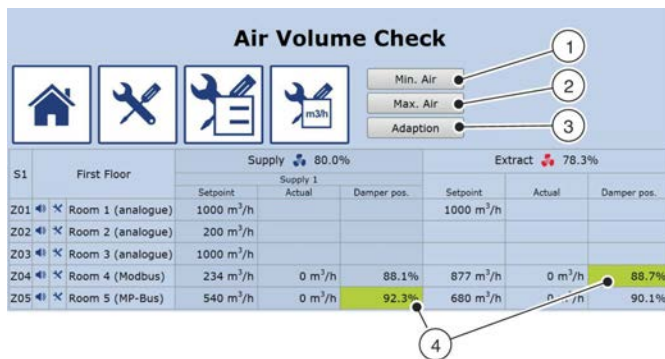 Air Volume Check
Min. Air
Max. Air
Adaption
m3/h
1
2
3
S1 First Floor Supply 80.0% Extract 78.3%
Supply 1
Setpoint Actual Damper pos. Setpoint Actual Damper pos.
Z01 Room 1 (analogue) 1000 m³/h 1000 m³/h
Z02 Room 2 (analogue) 200 m³/h
Z03 Room 3 (analogue) 1000 m³/h
Z04 Room 4 (Modbus) 234 m³/h 0 m³/h 88.1% 877 m³/h 0 m³/h 88.7%
Z05 Room 5 (MP-Bus) 540 m³/h 0 m³/h 92.3% 680 m³/h 0 m³/h 90.1%
4